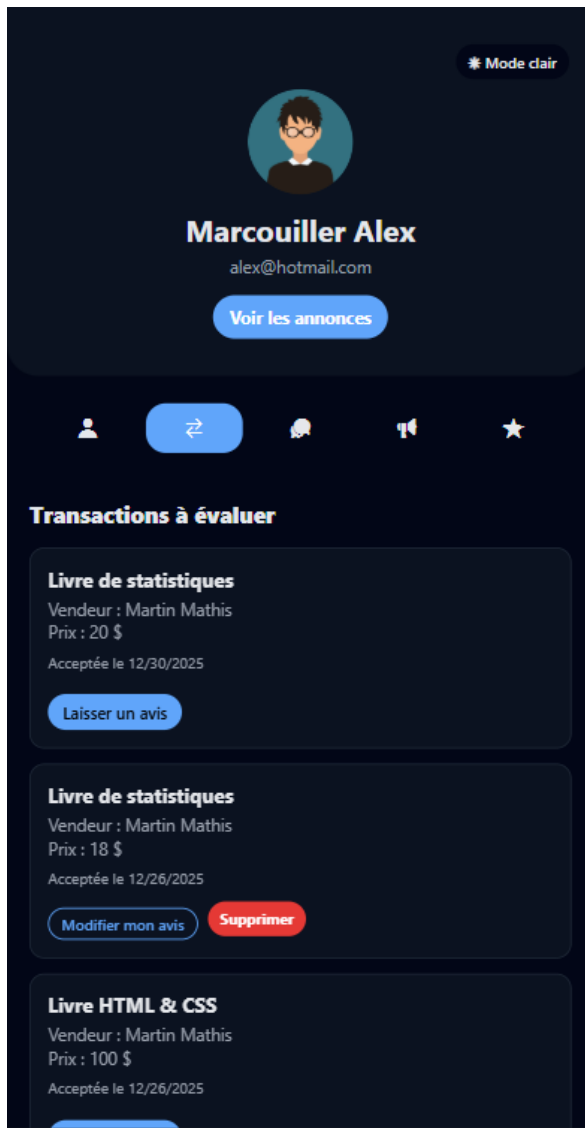 Mode clair
Marcouiller Alex
alex@hotmail.com
Voir les annonces
Transactions à évaluer
Livre de statistiques
Vendeur : Martin Mathis
Prix : 20 $
Acceptée le 12/30/2025
Laisser un avis
Livre de statistiques
Vendeur : Martin Mathis
Prix : 18 $
Acceptée le 12/26/2025
Modifier mon avis Supprimer
Livre HTML & CSS
Vendeur : Martin Mathis
Prix : 100 $
Acceptée le 12/26/2025